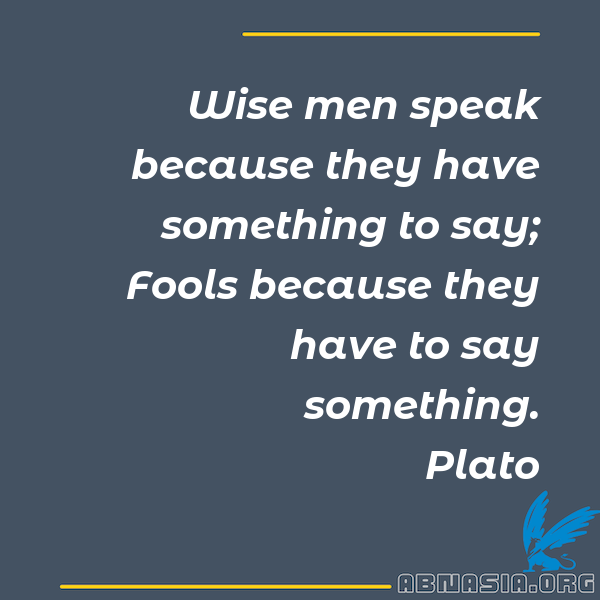 Wise men speak
because they have
something to say;
Fools because they
have to say
something.
Plato
ABNASIA.ORG